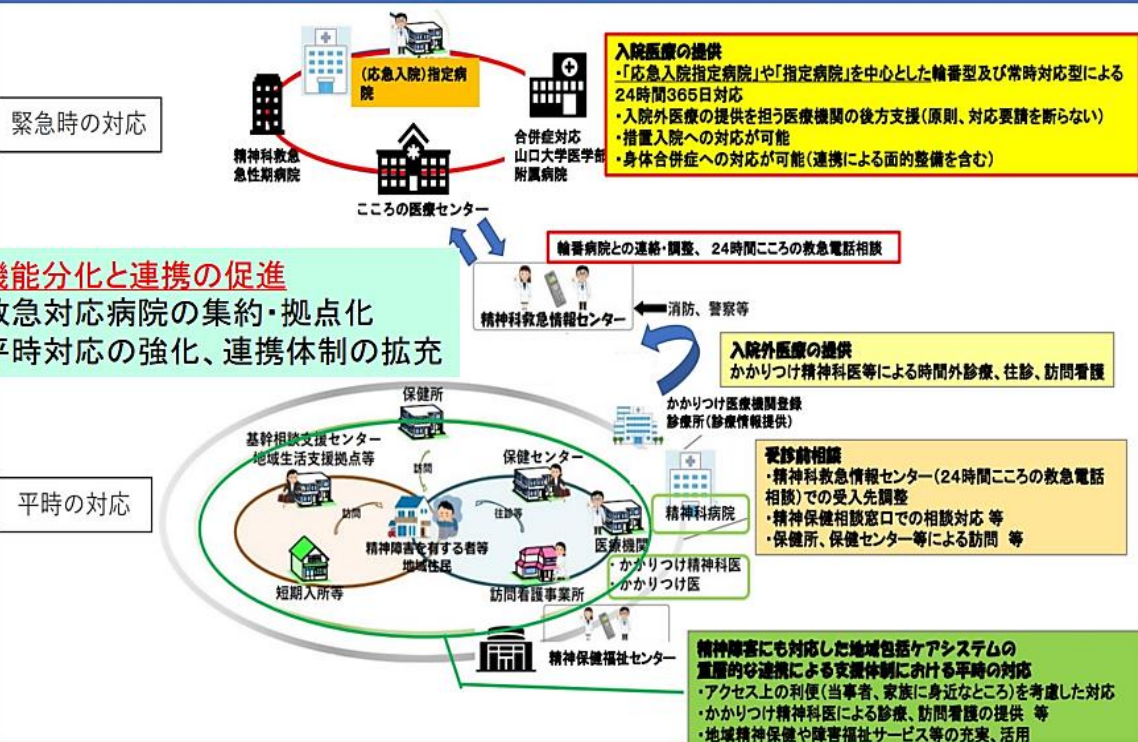 緊急時の対応
(応急入院)指定病
院
精神科救急
急性期病院
合併症対応
山口大学医学部
附属病院
こころの医療センター
入院医療の提供
・「応急入院指定病院」や「指定病院」を中心とした輪番型及び常時対応型による
24時間365日対応
・入院外医療の提供を担う医療機関の後方支援(原則、対応要請を断らない)
・措置入院への対応が可能
・身体合併症への対応が可能(連携による面的整備を含む)
輪番病院との連絡・調整、 24時間こころの救急電話相談
機能分化と連携の促進
救急対応病院の集約・拠点化
平時対応の強化、連携体制の拡充
精神科救急情報センター
消防、警察等
入院外医療の提供
かかりつけ精神科医等による時間外診療、往診、訪問看護
かかりつけ医療機関登録
診療所(診療情報提供)
受診前相談
・精神科救急情報センター(24時間こころの救急電話
相談)での受入先調整
・精神保健相談窓口での相談対応 等
・保健所、保健センター等による訪問 等
平時の対応
保健所
基幹相談支援センター
地域生活支援拠点等
訪問
保健センター
訪問
往診等
精神障害を有する者等
地域住民
医療機関
精神科病院
・かかりつけ精神科医
・かかりつけ医
短期入所等
訪問看護事業所
精神保健福祉センター
精神障害にも対応した地域包括ケアシステムの
重層的な連携による支援体制における平時の対応
・アクセス上の利便(当事者、家族に身近なところ)を考慮した対応
・かかりつけ精神科医による診療、訪問看護の提供 等
・地域精神保健や障害福祉サービス等の充実、活用